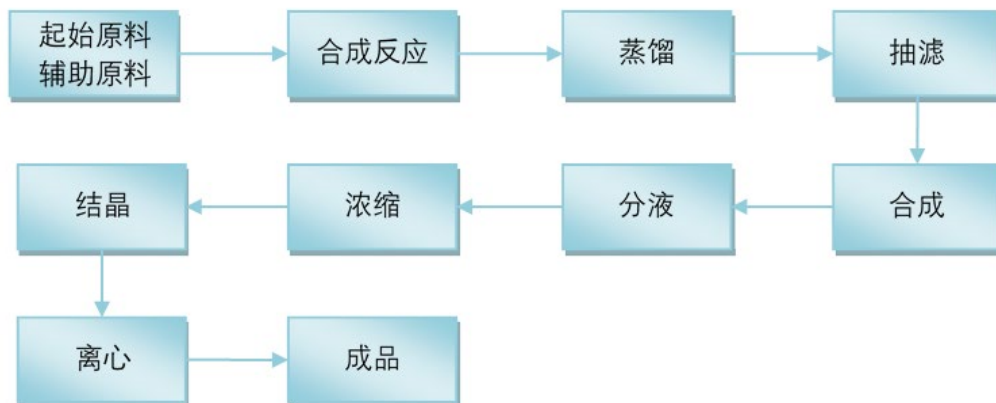 起始原料
辅助原料
合成反应
蒸馏
抽滤
合成
分液
浓缩
结晶
离心
成品